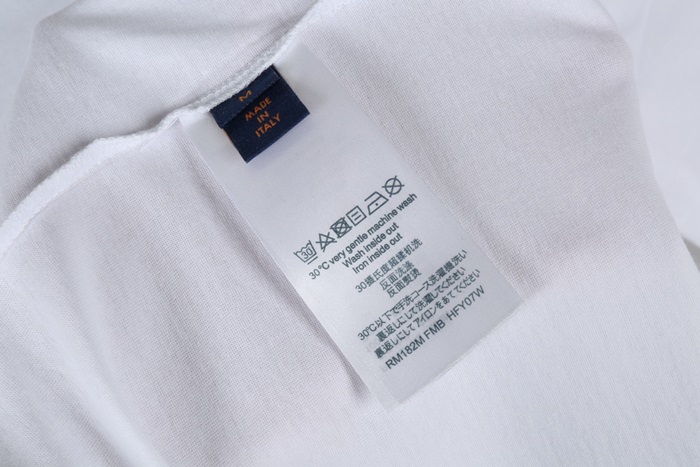 M
MADE
IN
ITALY
30
30°C very gentle machine wash
Wash inside out
Iron inside out
30攝氏度超輕柔机洗
反面洗滌
反面熨燙
30℃以下で手洗コース洗濯機洗い
裏返しにして洗濯してください
裏返しにしてアイロンをあててください
RM182M FMB HFY07W